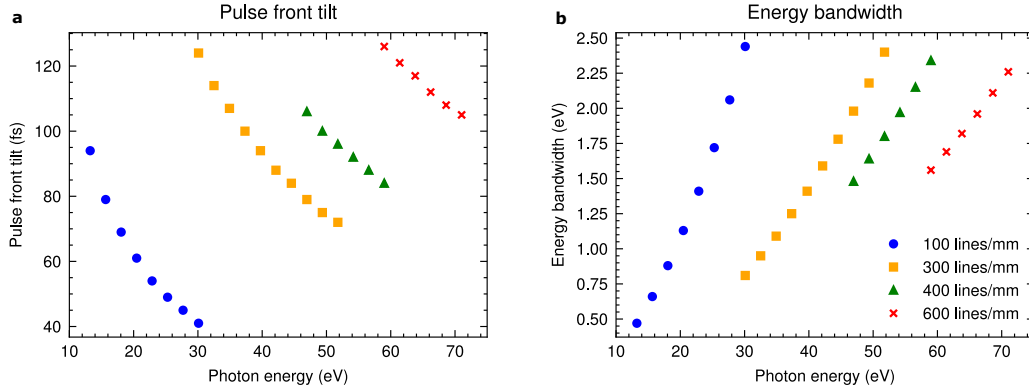 a
Pulse front tilt
120
100
80
60
40
10 20 30 40 50 60 70
Pulse front tilt (fs)
Photon energy (eV)
b
Energy bandwidth
2.50
2.25
2.00
1.75
1.50
1.25
1.00
0.75
0.50
10 20 30 40 50 60 70
Energy bandwidth (eV)
Photon energy (eV)
100 lines/mm
300 lines/mm
400 lines/mm
600 lines/mm